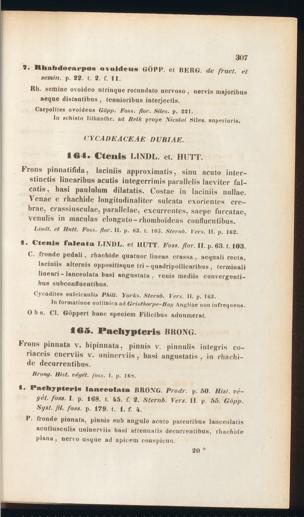 307
7. Rhabdocarpos ovoideus GÖPP. et BERG. de fruct. et
semin. p. 22. t. 2. f. 11.
Rh. semine ovoideo utrinque rotundato nervoso, nervis majoribus
aeque distantibus, tenuioribus interjectis.
Carpolites ovoideus Göpp. Foss. flor. Siles. p. 221.
In schisto lithanthr. ad Roth prope Nicolai Siles. superioris.
CYCADEACEAE DUBIAE.
164. Ctenis LINDL. et. HUTT.
Frons pinnatifida, laciniis approximatis, sinu acuto inter-
stinctis linearibus acutis integerrimis parallelis laeviter fal-
catis, basi paululum dilatatis. Costae in laciniis nullae.
Venae e rhachide longitudinaliter sulcata exorientes cre-
brae, crassiusculae, parallelae, excurrentes, saepe furcatae,
venulis in maculas elongato-rhomboideas confluentibus.
Lindl. et Hutt. Foss. flor. II. p. 63. t. 103. Sternb. Vers. II. p. 162.
1. Ctenis falcata LINDL. et HUTT. Foss. flor. II. p. 63. t. 103.
C. fronde pedali, rhachide quatuor lineas crassa, aequali recta,
laciniis alternis oppositisque tri-quadripollicaribus, terminali
lineari-lanceolata basi angustata, venis mediis convergenti-
bus subconfluentibus.
Cycadites sulcicaulis Phill. Yorks. Sternb. Vers. II. p. 163.
In formatione oolithica ad Gristhorpe-Bay Angliae non infrequens.
Obs. Cl. Göppert hanc speciem Filicibus adnumerat.
165. Pachypteris BRONG.
Frons pinnata v. bipinnata, pinnis v. pinnulis integris co-
riaceis enerviis v. uninerviis, basi angustatis, in rhachi-
de decurrentibus.
Brong. Hist. végét. foss. I. p. 168.
1. Pachypteris lanceolata BRONG. Prodr. p. 50. Hist. vé-
gét. foss. I. p. 168. t. 45. f. 2. Sternb. Vers. II. p. 55. Göpp.
Syst. fil. foss. p. 179. t. 1. f. 4.
P. fronde pinnata, pinnis sub angulo acuto patentibus lanceolatis
acutiusculis uninerviis basi attenuatis decurrentibus, rhachide
plana, nervo usque ad apicem conspicuo.
20 *